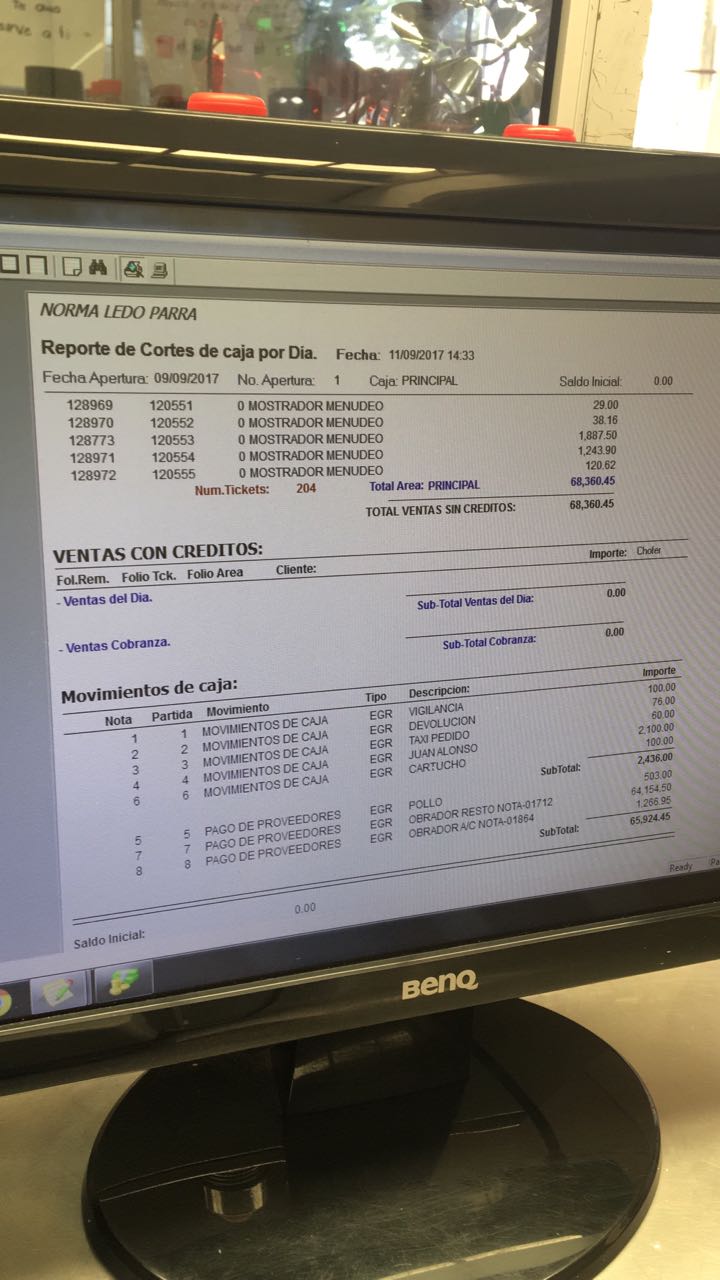 te
NORMA LEDO PARRA
Reporte de Cortes de caja por Dia. Fecha: 11/09/2017 14:33
Fecha Apertura: 09/09/2017 No. Apertura: 1 Caja: PRINCIPAL Saldo Inicial: 0.00
128969 120551 0 MOSTRADOR MENUDEO 29.00
128970 120552 0 MOSTRADOR MENUDEO 38.16
128773 120553 0 MOSTRADOR MENUDEO 1,887.50
128971 120554 0 MOSTRADOR MENUDEO 1,243.90
128972 120555 0 MOSTRADOR MENUDEO 120.62
Num.Tickets: 204 Total Area: PRINCIPAL 68,360.45
TOTAL VENTAS SIN CREDITOS: 68,360.45
VENTAS CON CREDITOS:
Fol.Rem. Folio Tck. Folio Area Cliente: Importe: Chofer
- Ventas del Dia.
Sub-Total Ventas del Dia: 0.00
- Ventas Cobranza.
Sub-Total Cobranza: 0.00
Movimientos de caja:
Nota Partida Movimiento Tipo Descripcion: Importe
1 1 MOVIMIENTOS DE CAJA EGR VIGILANCIA 100.00
2 2 MOVIMIENTOS DE CAJA EGR DEVOLUCION 76.00
3 3 MOVIMIENTOS DE CAJA EGR TAXI PEDIDO 60.00
4 4 MOVIMIENTOS DE CAJA EGR JUAN ALONSO 2,100.00
6 6 MOVIMIENTOS DE CAJA EGR CARTUCHO 100.00
SubTotal: 2,436.00
5 5 PAGO DE PROVEEDORES EGR POLLO 503.00
7 7 PAGO DE PROVEEDORES EGR OBRADOR RESTO NOTA-01712 64,154.50
8 8 PAGO DE PROVEEDORES EGR OBRADOR A/C NOTA-01864 1,266.95
SubTotal: 65,924.45
Saldo Inicial: 0.00
Ready
BenQ